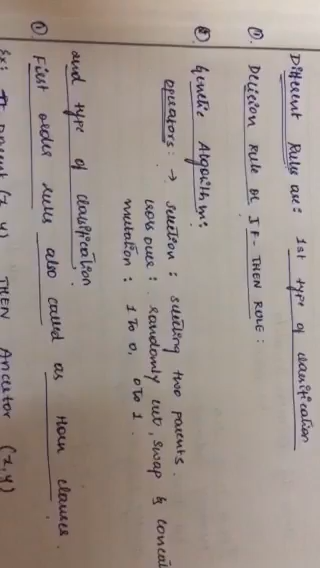 Different Rules are: 1st type of classification
①. Decision Rule or IF-THEN RULE:
②. Genetic Algorithm:
operators: → selection: selecting two parents.
cross over: Randomly cut, swap &
mutation: 1 to 0, 0 to 1.
2nd type of classification.
① First order rules also called as Horn clauses.
Ex: IF parent (x, y) THEN Ancestor (x, y)